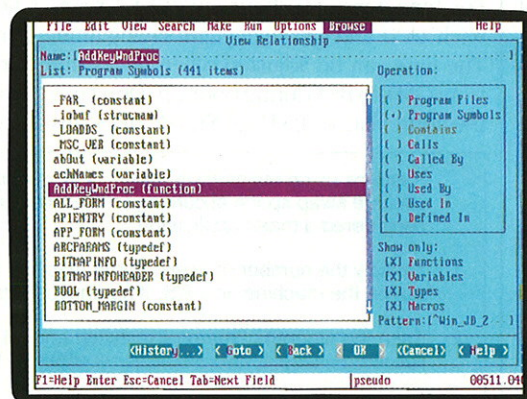 File Edit View Search Make Run Options Browse Help
View Relationship
Name:[AddKeyWndProc ]
List: Program Symbols (441 items)
_FAR_ (constant)
_iobuf (strucnam)
_LOADDS_ (constant)
_MSC_VER (constant)
abOut (variable)
achNames (variable)
AddKeyWndProc (function)
ALL_FORM (constant)
APIENTRY (constant)
APP_FORM (constant)
ARCPARAMS (typedef)
BITMAPINFO (typedef)
BITMAPINFOHEADER (typedef)
BOOL (typedef)
BOTTOM_MARGIN (constant)
Operation:
( ) Program Files
(•) Program Symbols
( ) Contains
( ) Calls
( ) Called By
( ) Uses
( ) Used By
( ) Used In
( ) Defined In
Show only:
[X] Functions
[X] Variables
[X] Types
[X] Macros
Pattern:[^Win_JD_2
<History...> < Goto > < Back > < OK > <Cancel> < Help >
F1=Help Enter Esc=Cancel Tab=Next Field pseudo 00511.04